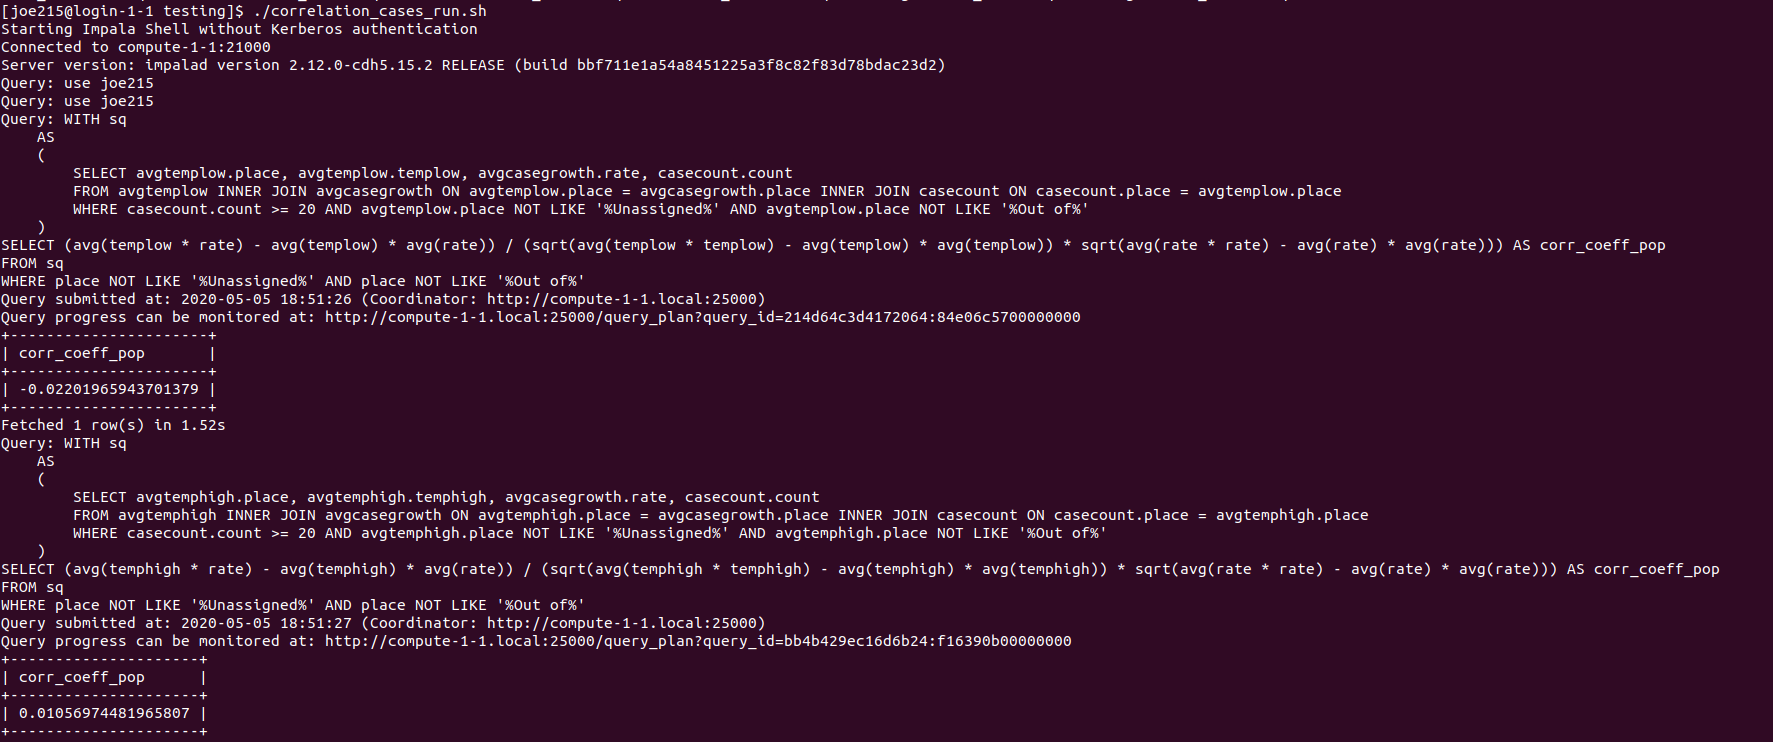 [joe215@login-1-1 testing]$ ./correlation_cases_run.sh
Starting Impala Shell without Kerberos authentication
Connected to compute-1-1:21000
Server version: impalad version 2.12.0-cdh5.15.2 RELEASE (build bbf711e1a54a8451225a3f8c82f83d78bdac23d2)
Query: use joe215
Query: use joe215
Query: WITH sq
    AS
    (
        SELECT avgtemplow.place, avgtemplow.templow, avgcasegrowth.rate, casecount.count
        FROM avgtemplow INNER JOIN avgcasegrowth ON avgtemplow.place = avgcasegrowth.place INNER JOIN casecount ON casecount.place = avgtemplow.place
        WHERE casecount.count >= 20 AND avgtemplow.place NOT LIKE '%Unassigned%' AND avgtemplow.place NOT LIKE '%Out of%'
    )
SELECT (avg(templow * rate) - avg(templow) * avg(rate)) / (sqrt(avg(templow * templow) - avg(templow) * avg(templow)) * sqrt(avg(rate * rate) - avg(rate) * avg(rate))) AS corr_coeff_pop
FROM sq
WHERE place NOT LIKE '%Unassigned%' AND place NOT LIKE '%Out of%'
Query submitted at: 2020-05-05 18:51:26 (Coordinator: http://compute-1-1.local:25000)
Query progress can be monitored at: http://compute-1-1.local:25000/query_plan?query_id=214d64c3d4172064:84e06c5700000000
+----------------------+
| corr_coeff_pop       |
+----------------------+
| -0.02201965943701379 |
+----------------------+
Fetched 1 row(s) in 1.52s
Query: WITH sq
    AS
    (
        SELECT avgtemphigh.place, avgtemphigh.temphigh, avgcasegrowth.rate, casecount.count
        FROM avgtemphigh INNER JOIN avgcasegrowth ON avgtemphigh.place = avgcasegrowth.place INNER JOIN casecount ON casecount.place = avgtemphigh.place
        WHERE casecount.count >= 20 AND avgtemphigh.place NOT LIKE '%Unassigned%' AND avgtemphigh.place NOT LIKE '%Out of%'
    )
SELECT (avg(temphigh * rate) - avg(temphigh) * avg(rate)) / (sqrt(avg(temphigh * temphigh) - avg(temphigh) * avg(temphigh)) * sqrt(avg(rate * rate) - avg(rate) * avg(rate))) AS corr_coeff_pop
FROM sq
WHERE place NOT LIKE '%Unassigned%' AND place NOT LIKE '%Out of%'
Query submitted at: 2020-05-05 18:51:27 (Coordinator: http://compute-1-1.local:25000)
Query progress can be monitored at: http://compute-1-1.local:25000/query_plan?query_id=bb4b429ec16d6b24:f16390b00000000
+---------------------+
| corr_coeff_pop      |
+---------------------+
| 0.01056974481965807 |
+---------------------+